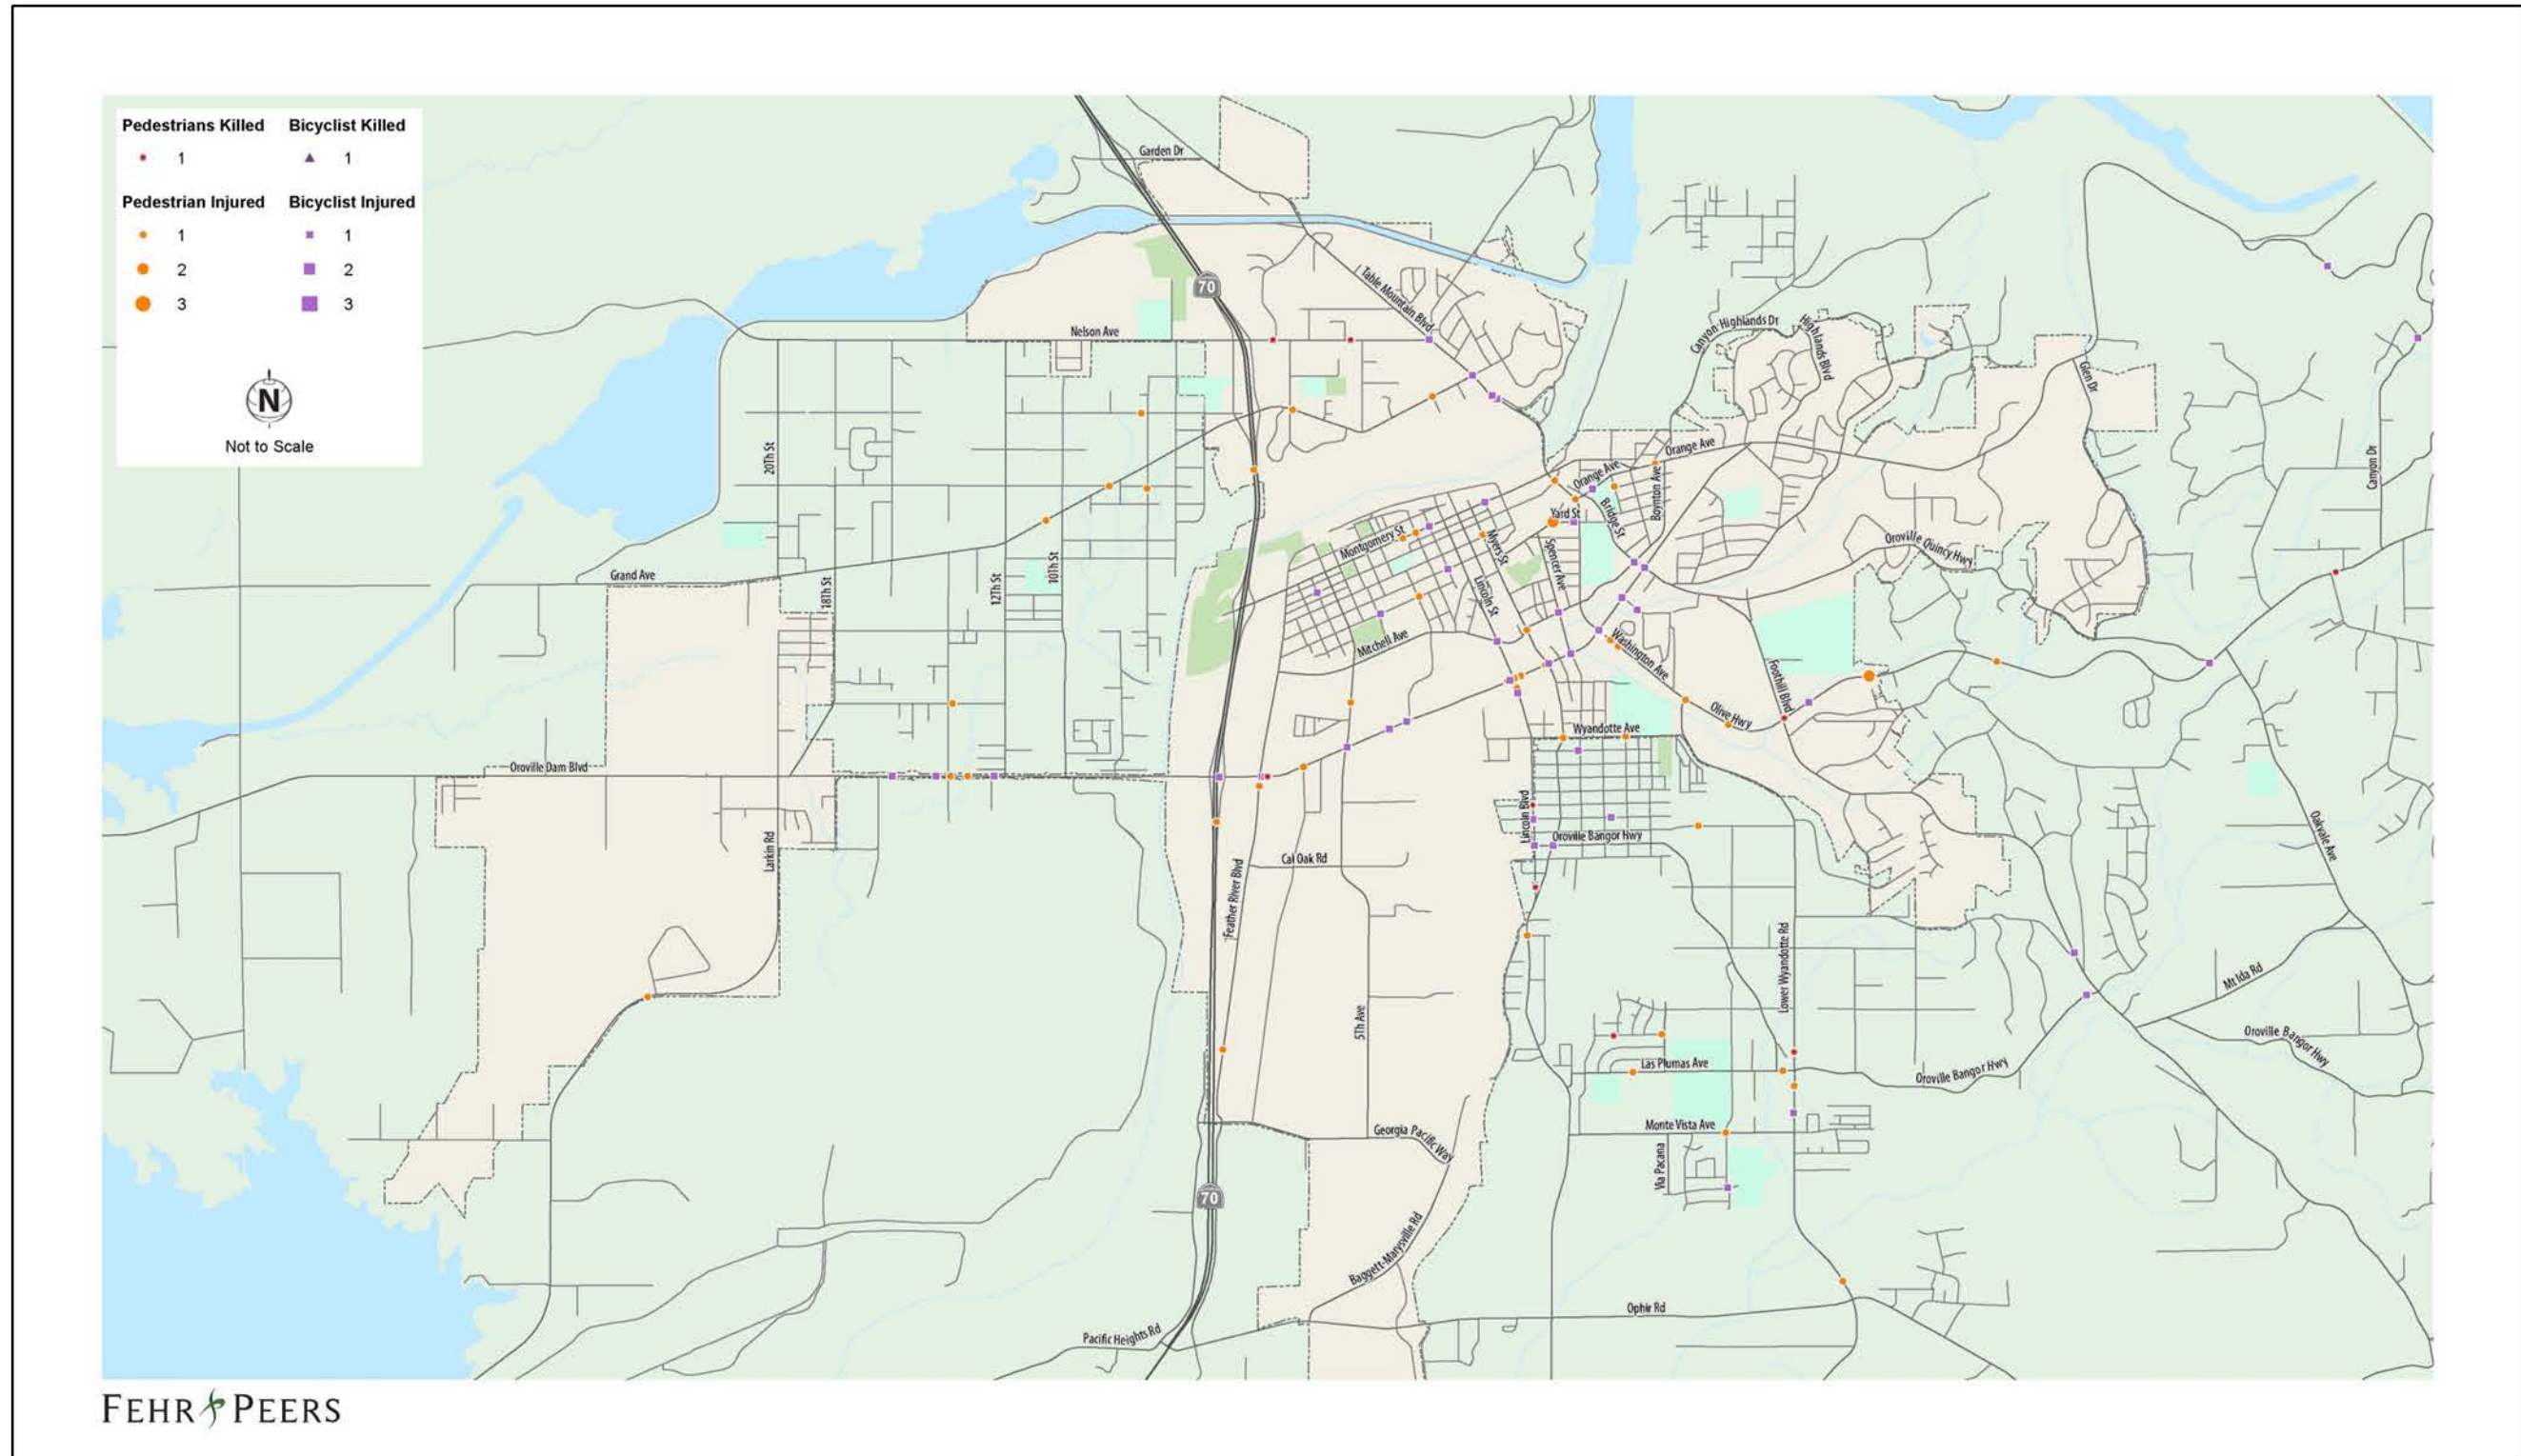 Pedestrians Killed
Bicyclist Killed
1
1
Pedestrian Injured
Bicyclist Injured
1
1
2
2
3
3
N
Not to Scale
Garden Dr
70
Table Mountain Blvd
Nelson Ave
Canyon Highlands Dr
Highlands Blvd
Glen Dr
20Th St
Orange Ave
Orange Ave
Canyon Dr
Boynton Ave
Yard St
Bridge St
Montgomery St
Myers St
Spencer Ave
Oroville Quincy Hwy
Grand Ave
18Th St
12Th St
10Th St
Lincoln St
Mitchell Ave
Washington Ave
Foothill Blvd
Olive Hwy
Wyandotte Ave
Oroville Dam Blvd
Lincoln Blvd
Oroville Bangor Hwy
Oakvale Ave
Larkin Rd
Cal Oak Rd
Feather River Blvd
Lower Wyandotte Rd
Mt Ida Rd
5Th Ave
Oroville Bangor Hwy
Las Plumas Ave
Oroville Bangor Hwy
Georgia Pacific Way
Monte Vista Ave
Via Pacana
70
Baggett-Marysville Rd
Ophir Rd
Pacific Heights Rd
FEHR PEERS